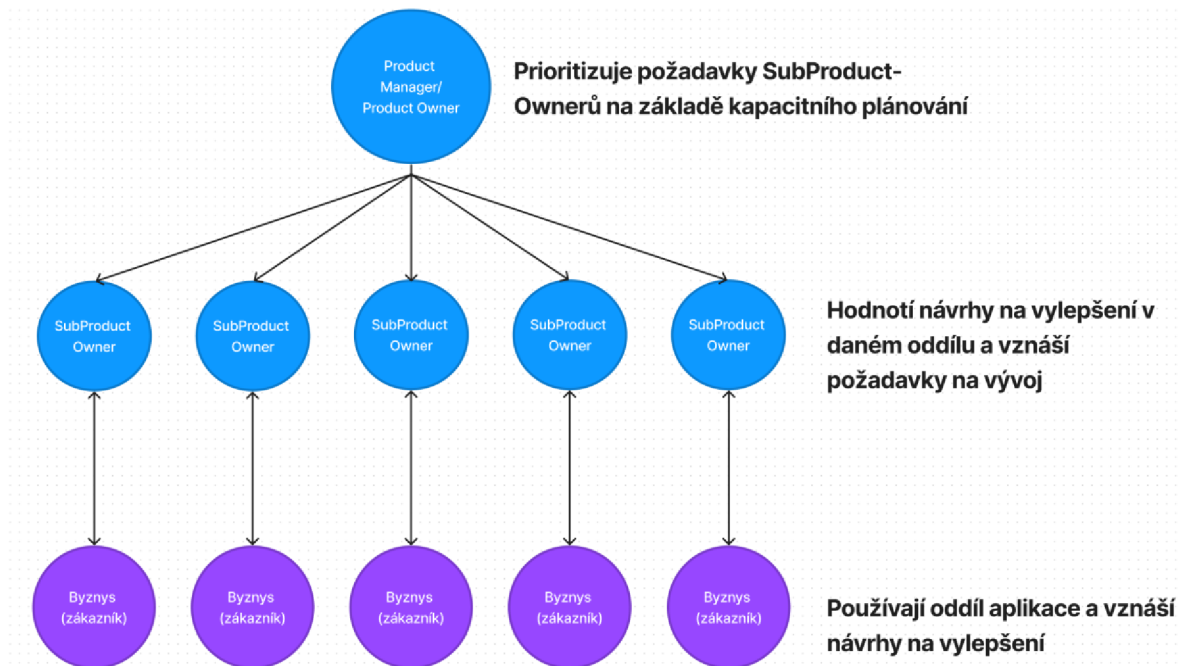 Product
Manager/
Product Owner
Prioritizuje požadavky SubProduct-
Ownerů na základě kapacitního plánování
SubProduct
Owner
SubProduct
Owner
SubProduct
Owner
SubProduct
Owner
SubProduct
Owner
Hodnotí návrhy na vylepšení v
daném oddílu a vznáší
požadavky na vývoj
Byznys
(zákazník)
Byznys
(zákazník)
Byznys
(zákazník)
Byznys
(zákazník)
Byznys
(zákazník)
Používají oddíl aplikace a vznáší
návrhy na vylepšení